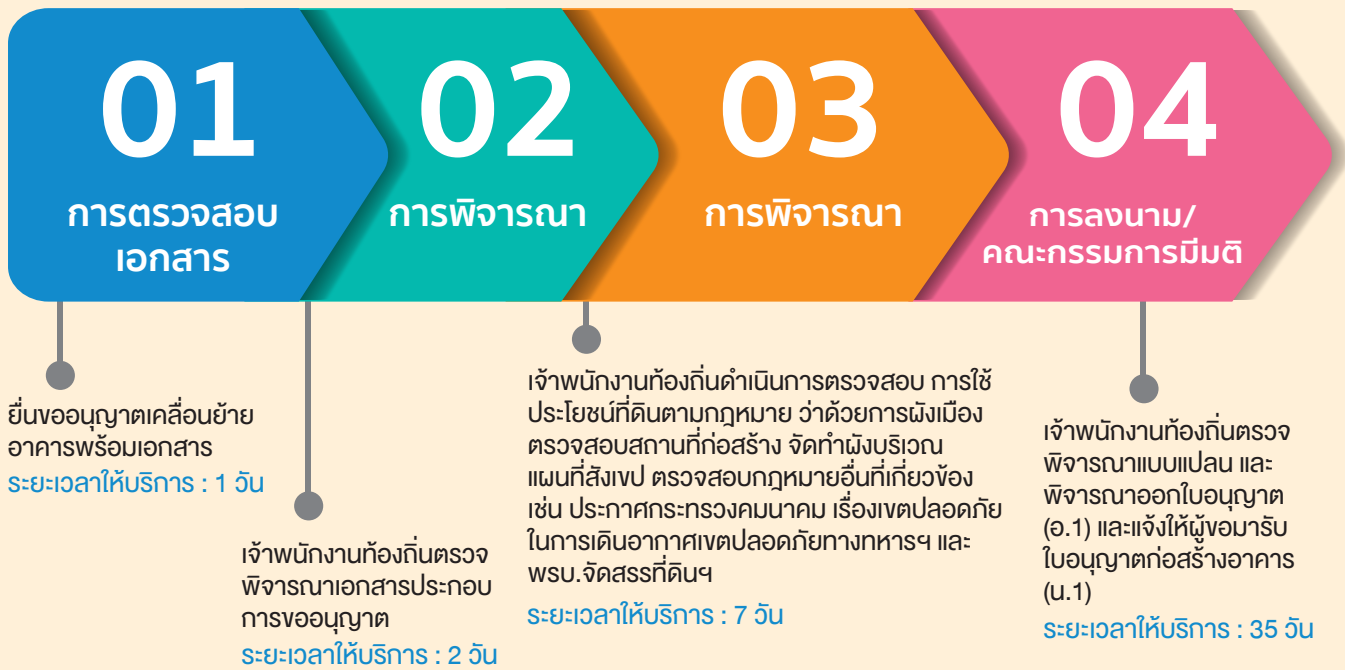 01
การตรวจสอบ
เอกสาร
02
การพิจารณา
03
การพิจารณา
04
การลงนาม/
คณะกรรมการมีมติ
ยื่นขออนุญาตเคลื่อนย้าย
อาคารพร้อมเอกสาร
ระยะเวลาให้บริการ : 1 วัน
เจ้าพนักงานท้องถิ่นตรวจ
พิจารณาเอกสารประกอบ
การขออนุญาต
ระยะเวลาให้บริการ : 2 วัน
เจ้าพนักงานท้องถิ่นดำเนินการตรวจสอบ การใช้
ประโยชน์ที่ดินตามกฎหมาย ว่าด้วยการผังเมือง
ตรวจสอบสถานที่ก่อสร้าง จัดทำผังบริเวณ
แผนที่สังเขป ตรวจสอบกฎหมายอื่นที่เกี่ยวข้อง
เช่น ประกาศกระทรวงคมนาคม เรื่องเขตปลอดภัย
ในการเดินอากาศเขตปลอดภัยทางทหารฯ และ
พรบ.จัดสรรที่ดินฯ
ระยะเวลาให้บริการ : 7 วัน
เจ้าพนักงานท้องถิ่นตรวจ
พิจารณาแบบแปลน และ
พิจารณาออกใบอนุญาต
(อ.1) และแจ้งให้ผู้ขอมารับ
ใบอนุญาตก่อสร้างอาคาร
(น.1)
ระยะเวลาให้บริการ : 35 วัน